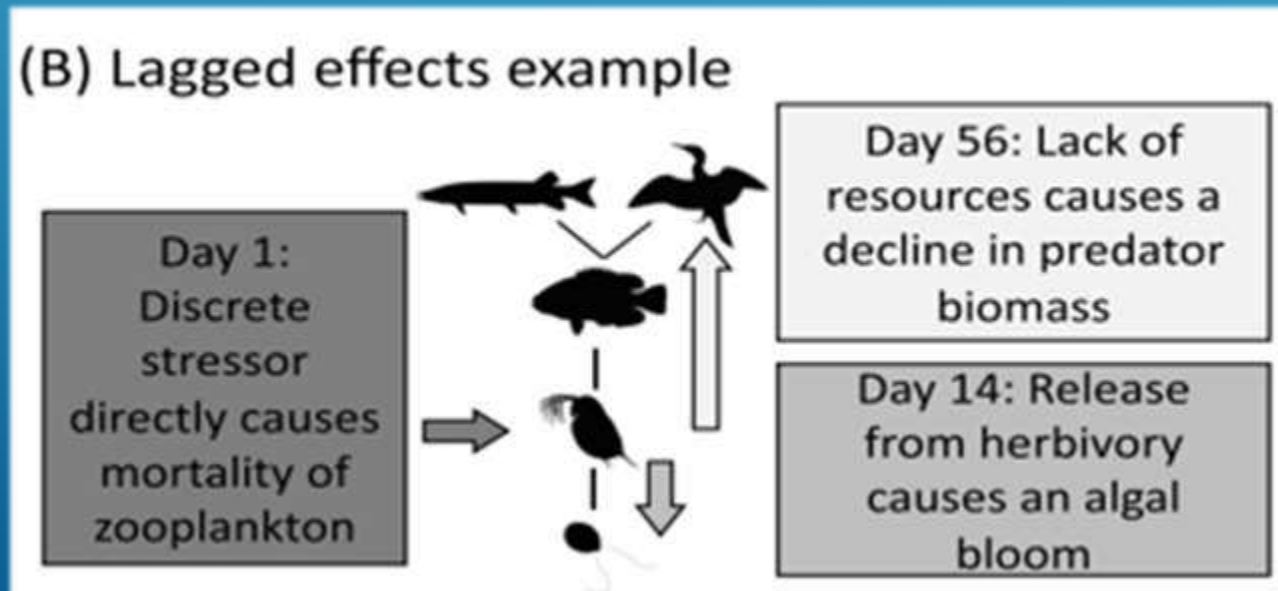 (B) Lagged effects example
Day 1:
Discrete
stressor
directly causes
mortality of
zooplankton
Day 56: Lack of
resources causes a
decline in predator
biomass
Day 14: Release
from herbivory
causes an algal
bloom